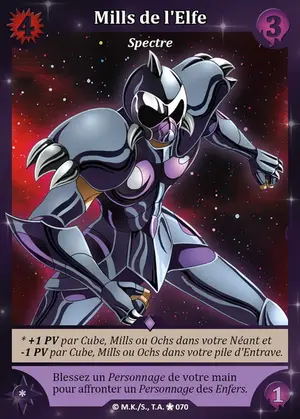 4
Mills de l'Elfe
3
Spectre
* +1 PV par Cube, Mills ou Ochs dans votre Néant et
-1 PV par Cube, Mills ou Ochs dans votre pile d'Entrave.
Blessez un Personnage de votre main
pour affronter un Personnage des Enfers.
*
1
© M.K./S., T.A. 070